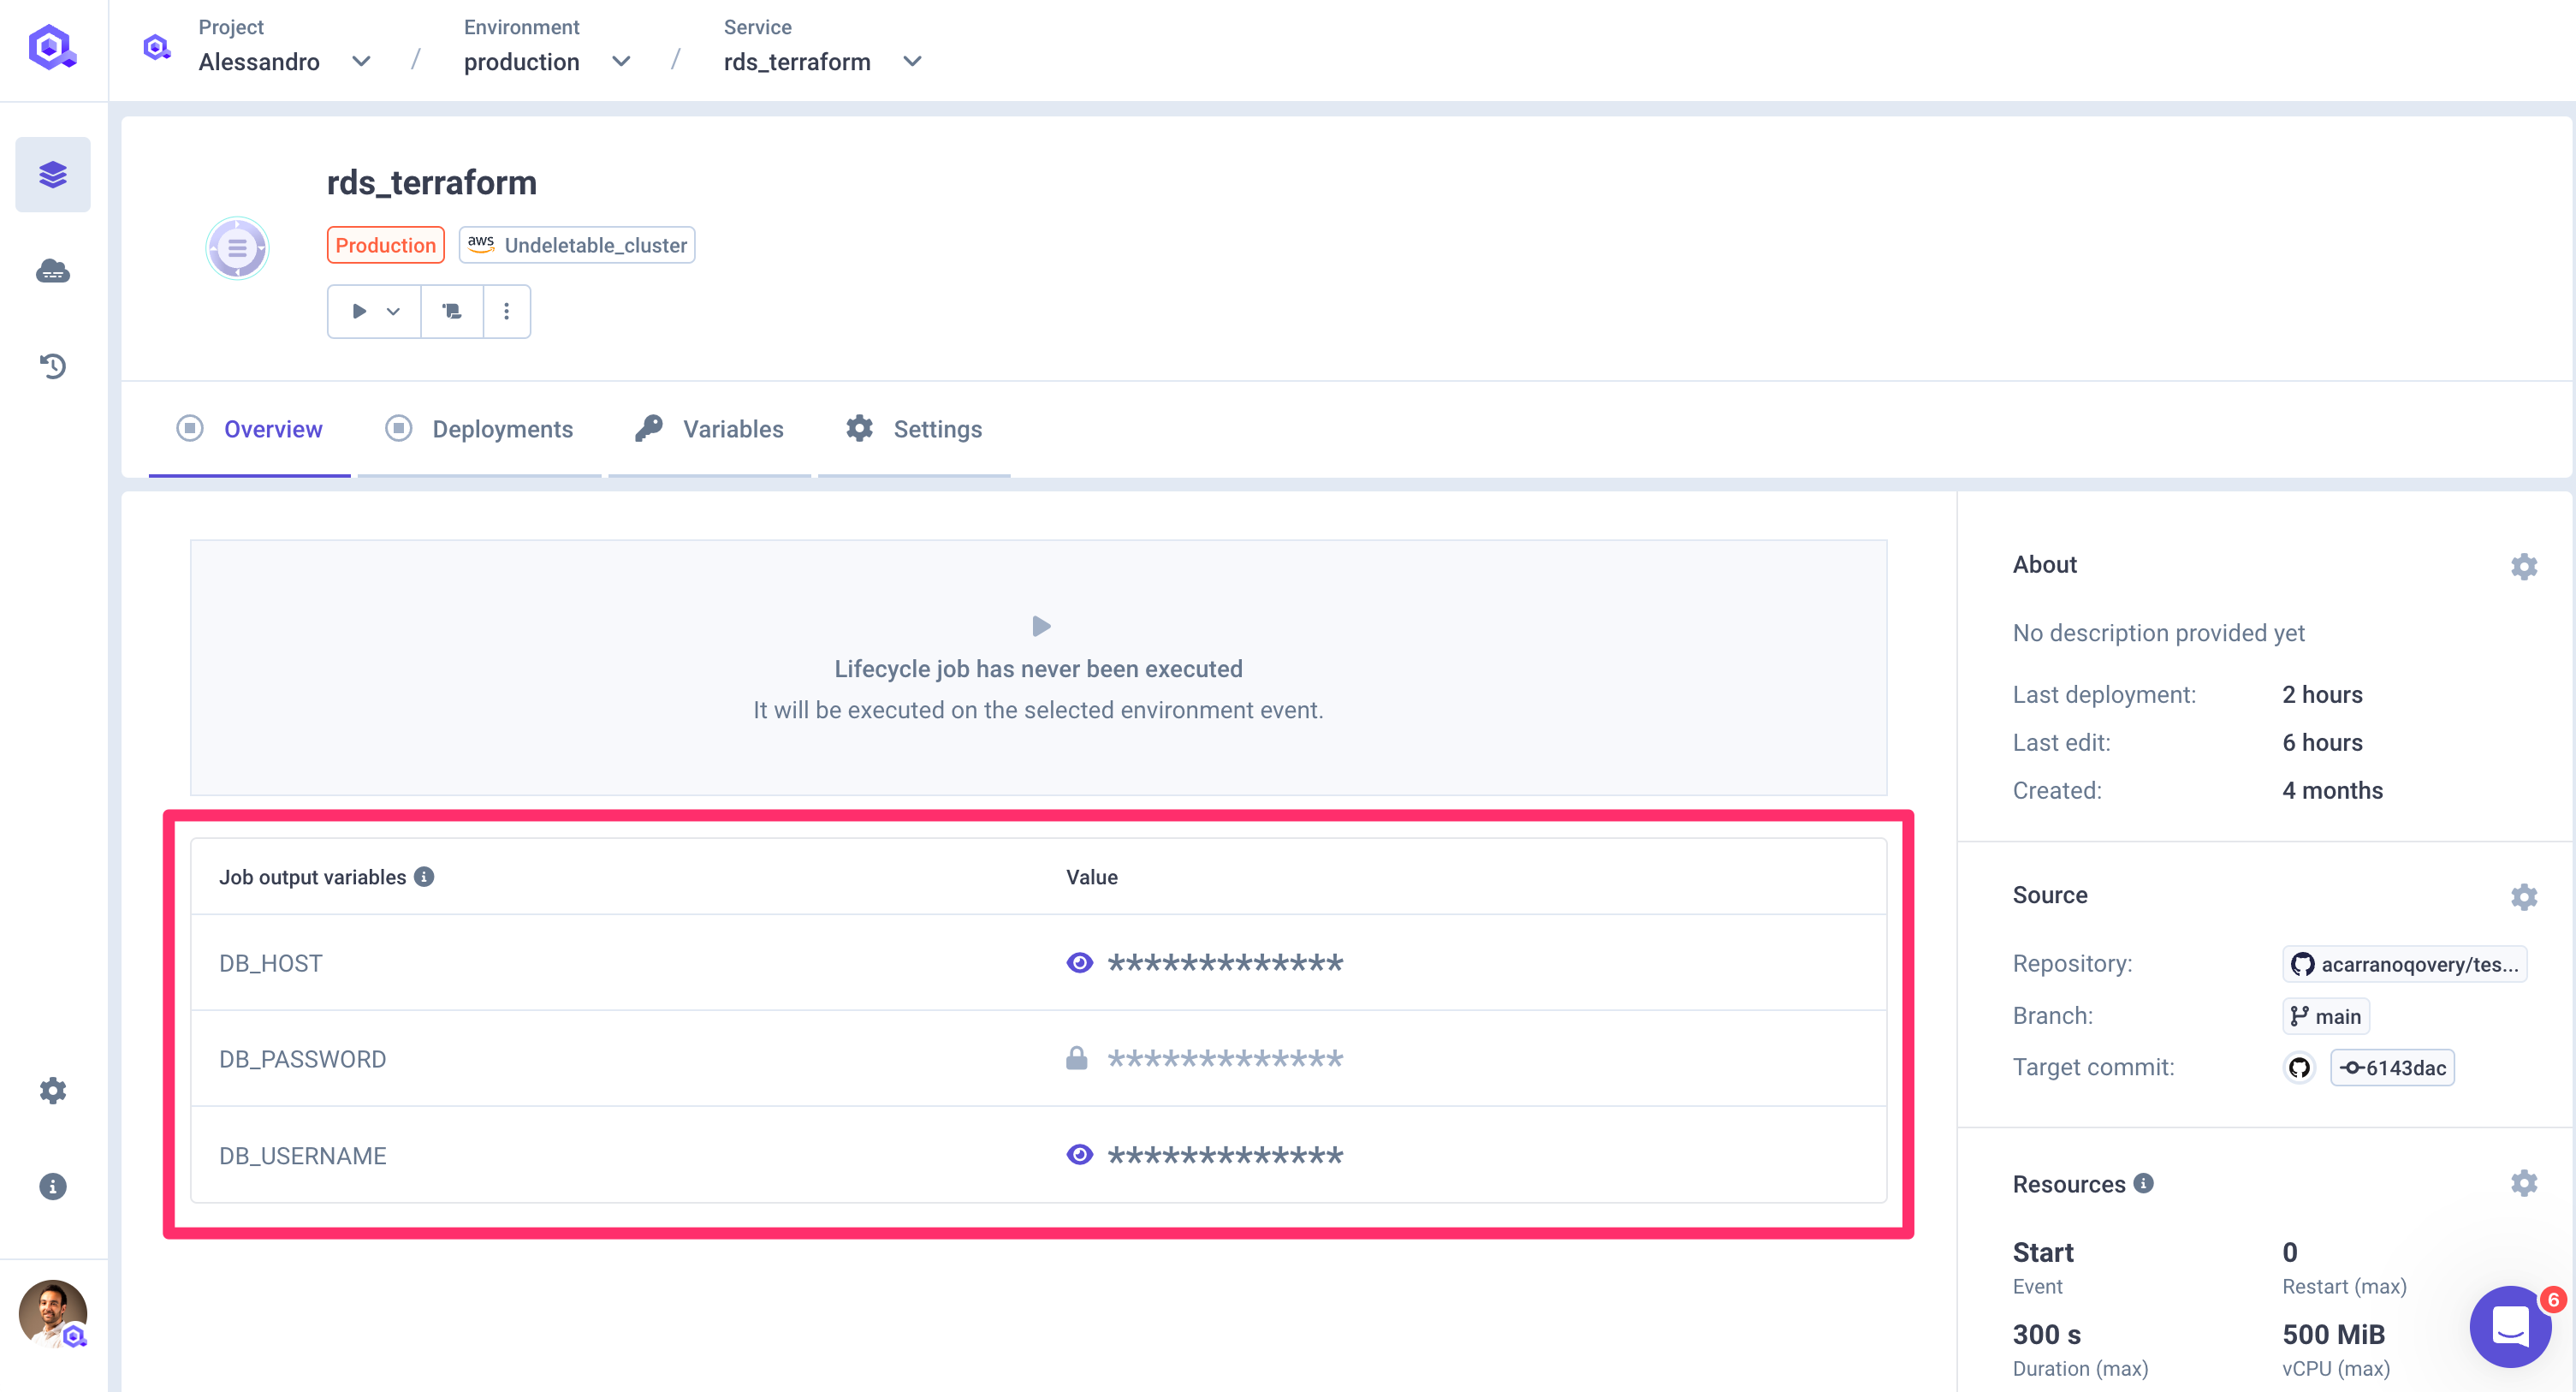 Project
Alessandro
/
Environment
production
/
Service
rds_terraform
rds_terraform
Production
aws Undeletable_cluster
Overview
Deployments
Variables
Settings
Lifecycle job has never been executed
It will be executed on the selected environment event.
Job output variables
Value
DB_HOST
*************
DB_PASSWORD
*************
DB_USERNAME
*************
About
No description provided yet
Last deployment: 2 hours
Last edit: 6 hours
Created: 4 months
Source
Repository: acarranoqovery/tes...
Branch: main
Target commit: 6143dac
Resources
Start
0
Event
Restart (max)
300 s
500 MiB
Duration (max)
vCPU (max)
6